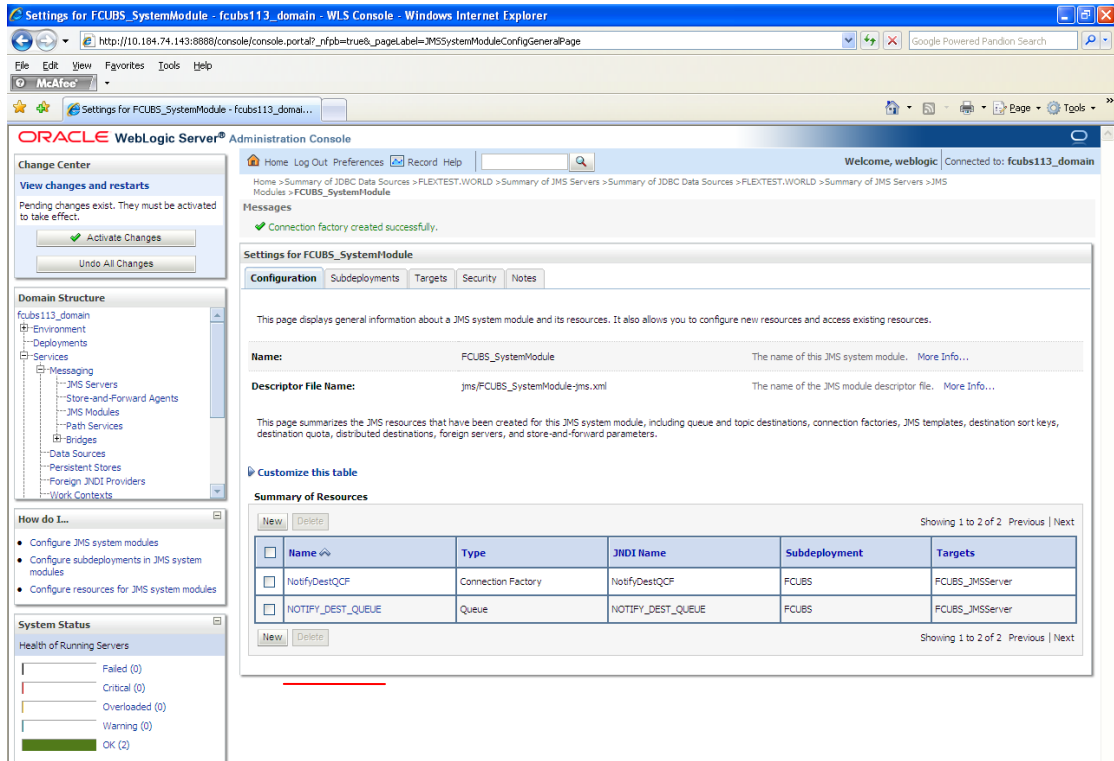 Settings for FCUBS_SystemModule - fcubs113_domain - WLS Console - Windows Internet Explorer
http://10.184.74.143:8888/console/console.portal?_nfpb=true&_pageLabel=JMSSystemModuleConfigGeneralPage
Google Powered Pandion Search
File Edit View Favorites Tools Help
McAfee
Settings for FCUBS_SystemModule - fcubs113_domai...
Page Tools
ORACLE WebLogic Server® Administration Console
Change Center
View changes and restarts
Pending changes exist. They must be activated
to take effect.
Activate Changes
Undo All Changes
Domain Structure
fcubs113_domain
Environment
Deployments
Services
Messaging
JMS Servers
Store-and-Forward Agents
JMS Modules
Path Services
Bridges
Data Sources
Persistent Stores
Foreign JNDI Providers
Work Contexts
How do I...
Configure JMS system modules
Configure subdeployments in JMS system
modules
Configure resources for JMS system modules
System Status
Health of Running Servers
Failed (0)
Critical (0)
Overloaded (0)
Warning (0)
OK (2)
Home Log Out Preferences Record Help
Welcome, weblogic Connected to: fcubs113_domain
Home >Summary of JDBC Data Sources >FLEXTEST.WORLD >Summary of JMS Servers >Summary of JDBC Data Sources >FLEXTEST.WORLD >Summary of JMS Servers >JMS
Modules >FCUBS_SystemModule
Messages
Connection factory created successfully.
Settings for FCUBS_SystemModule
Configuration Subdeployments Targets Security Notes
This page displays general information about a JMS system module and its resources. It also allows you to configure new resources and access existing resources.
Name: FCUBS_SystemModule The name of this JMS system module. More Info...
Descriptor File Name: jms/FCUBS_SystemModule-jms.xml The name of the JMS module descriptor file. More Info...
This page summarizes the JMS resources that have been created for this JMS system module, including queue and topic destinations, connection factories, JMS templates, destination sort keys,
destination quota, distributed destinations, foreign servers, and store-and-forward parameters.
Customize this table
Summary of Resources
New Delete Showing 1 to 2 of 2 Previous | Next
Name Type JNDI Name Subdeployment Targets
NotifyDestQCF Connection Factory NotifyDestQCF FCUBS FCUBS_JMSServer
NOTIFY_DEST_QUEUE Queue NOTIFY_DEST_QUEUE FCUBS FCUBS_JMSServer
New Delete Showing 1 to 2 of 2 Previous | Next